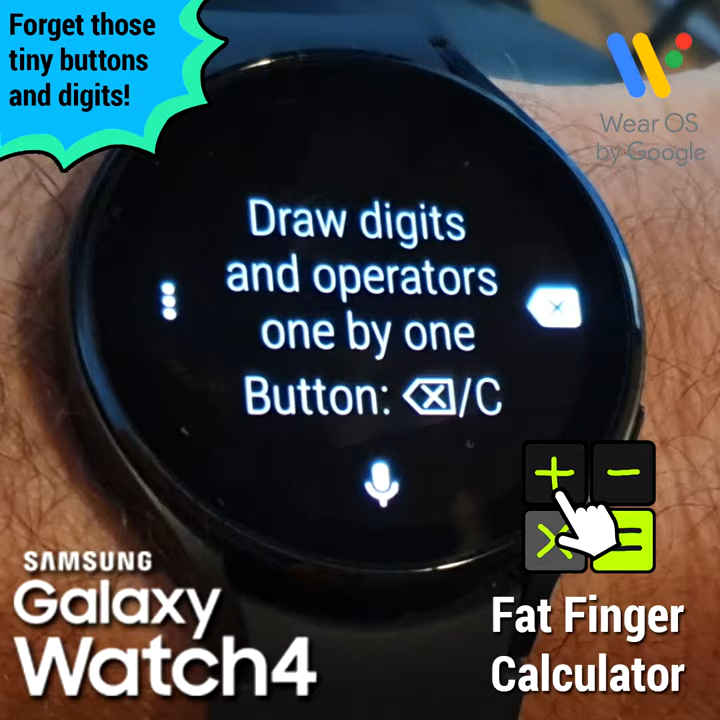 Forget those
tiny buttons
and digits!
Wear OS
by Google
Draw digits
and operators
one by one
Button: ⌫/C
+ −
× =
SAMSUNG
Galaxy
Watch4
Fat Finger
Calculator